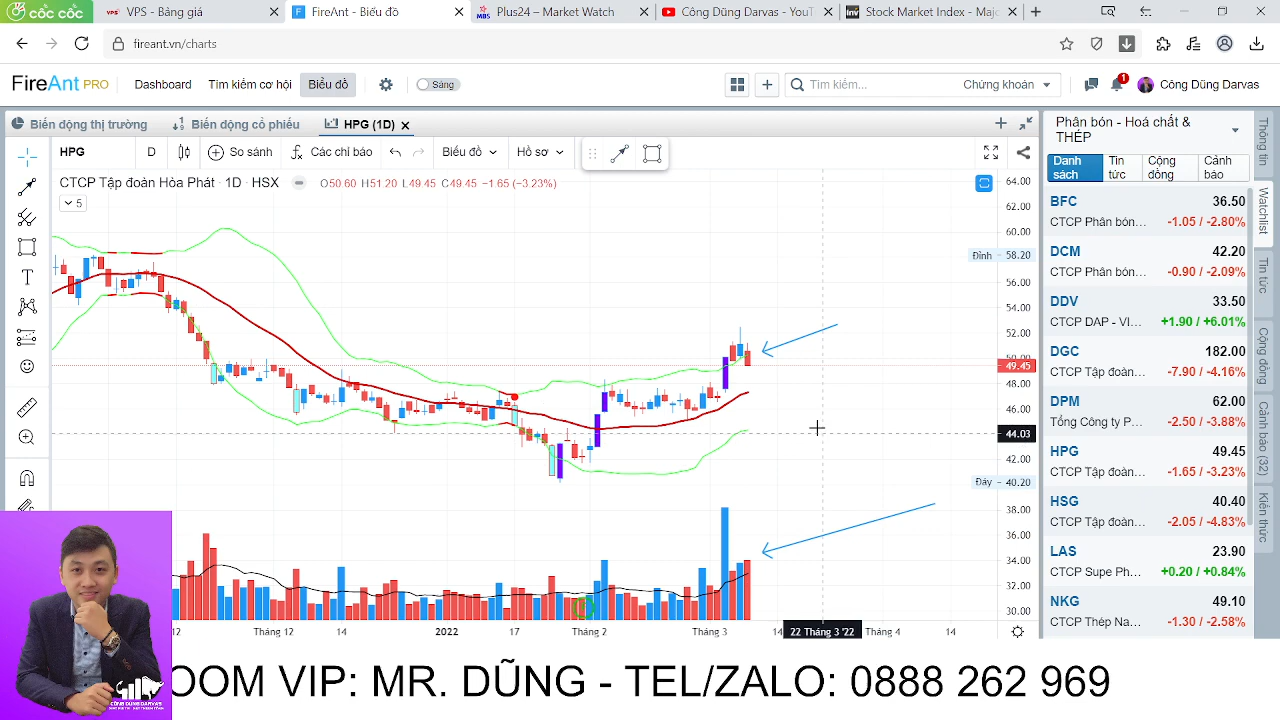 cốc cốc
VPS - Bảng giá
FireAnt - Biểu đồ
Plus24 – Market Watch
Công Dũng Darvas - YouT
Stock Market Index - Majo
fireant.vn/charts
FireAnt PRO
Dashboard
Tìm kiếm cơ hội
Biểu đồ
Sáng
Tìm kiếm...
Chứng khoán
1
Công Dũng Darvas
Biến động thị trường
Biến động cổ phiếu
HPG (1D)
HPG
D
So sánh
Các chỉ báo
Biểu đồ
Hồ sơ
CTCP Tập đoàn Hòa Phát · 1D · HSX
O50.60 H51.20 L49.45 C49.45 −1.65 (−3.23%)
5
64.00
62.00
60.00
Đỉnh 58.20
56.00
54.00
52.00
50.00
49.45
48.00
46.00
44.03
42.00
Đáy 40.20
38.00
36.00
34.00
32.00
30.00
12
Tháng 12
14
2022
17
Tháng 2
Tháng 3
14
22 Tháng 3 '22
Tháng 4
14
Phân bón - Hoá chất & THÉP
Danh sách
Tin tức
Cộng đồng
Cảnh báo
BFC 36.50
CTCP Phân bón... -1.05 / -2.80%
DCM 42.20
CTCP Phân bón... -0.90 / -2.09%
DDV 33.50
CTCP DAP - VI... +1.90 / +6.01%
DGC 182.00
CTCP Tập đoàn... -7.90 / -4.16%
DPM 62.00
Tổng Công ty P... -2.50 / -3.88%
HPG 49.45
CTCP Tập đoàn... -1.65 / -3.23%
HSG 40.40
CTCP Tập đoàn... -2.05 / -4.83%
LAS 23.90
CTCP Supe Ph... +0.20 / +0.84%
NKG 49.10
CTCP Thép Na... -1.30 / -2.58%
Thông tin
Watchlist
Tin tức
Cộng đồng
Cảnh báo (32)
Kiến thức
CÔNG DŨNG DARVAS
OOM VIP: MR. DŨNG - TEL/ZALO: 0888 262 969